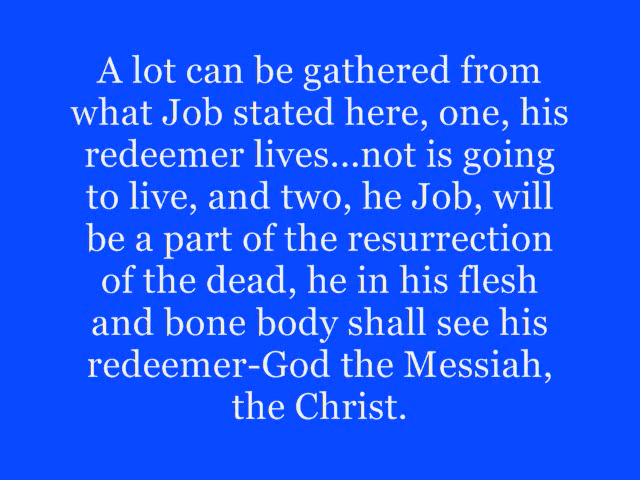 A lot can be gathered from
what Job stated here, one, his
redeemer lives...not is going
to live, and two, he Job, will
be a part of the resurrection
of the dead, he in his flesh
and bone body shall see his
redeemer-God the Messiah,
the Christ.